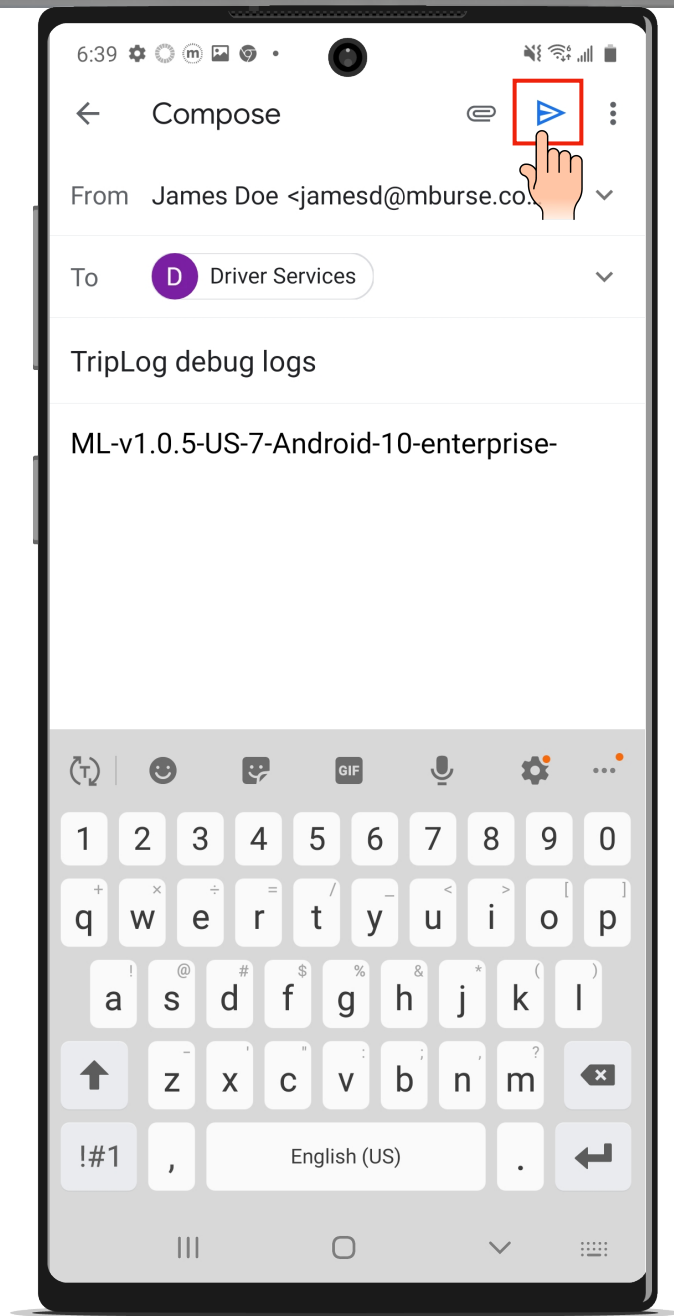 6:39 m
Compose
From James Doe <jamesd@mburse.co...
To D Driver Services
TripLog debug logs
ML-v1.0.5-US-7-Android-10-enterprise-
T GIF
1 2 3 4 5 6 7 8 9 0
+ × ÷ = / _ < > [ ]
q w e r t y u i o p
! @ # $ % & * ( )
a s d f g h j k l
- ' " : ; , ?
z x c v b n m
!#1 , English (US) .